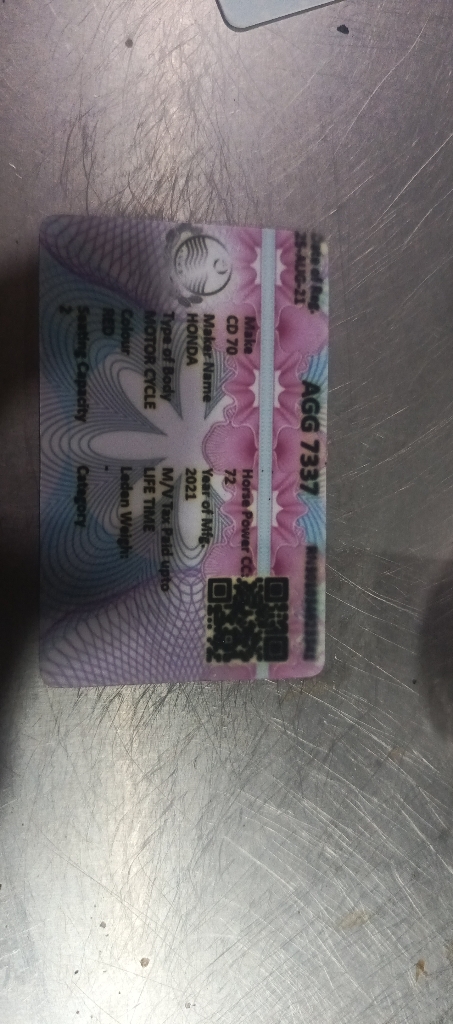 Date of Reg.
25-AUG-21
AGG 7337
Make
CD 70
Horse Power CC:
72
Maker Name
HONDA
Year of Mfg.
2021
Type of Body
MOTOR CYCLE
M/V Tax Paid upto
LIFE TIME
Colour
RED
Laden Weight
-
Seating Capacity
2
Category